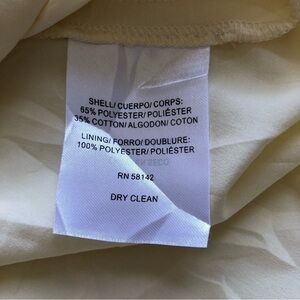 SHELL/ CUERPO/ CORPS:
65% POLYESTER/ POLIÉSTER
35% COTTON/ ALGODON/ COTON
LINING/ FORRO/ DOUBLURE:
100% POLYESTER/ POLIÉSTER
RN 58142
DRY CLEAN